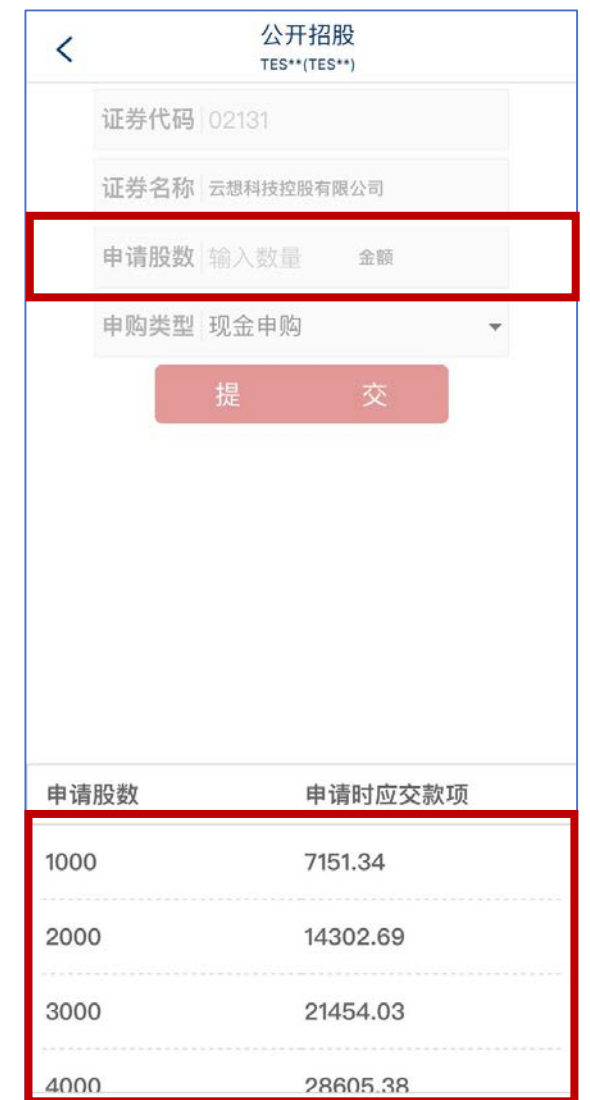 公开招股
TES**(TES**)
证券代码 02131
证券名称 云想科技控股有限公司
申请股数 输入数量 金额
申购类型 现金申购
提 交
申请股数 申请时应交款项
1000 7151.34
2000 14302.69
3000 21454.03
4000 28605.38